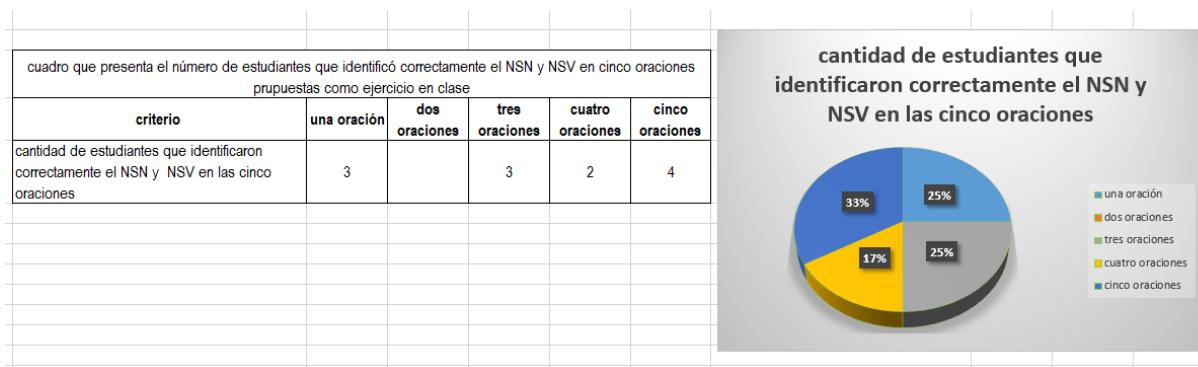 cuadro que presenta el número de estudiantes que identificó correctamente el NSN y NSV en cinco oraciones
prupuestas como ejercicio en clase
criterio
una oración
dos
oraciones
tres
oraciones
cuatro
oraciones
cinco
oraciones
cantidad de estudiantes que identificaron
correctamente el NSN y NSV en las cinco
oraciones
3
3
2
4
cantidad de estudiantes que
identificaron correctamente el NSN y
NSV en las cinco oraciones
33%
25%
17%
25%
una oración
dos oraciones
tres oraciones
cuatro oraciones
cinco oraciones